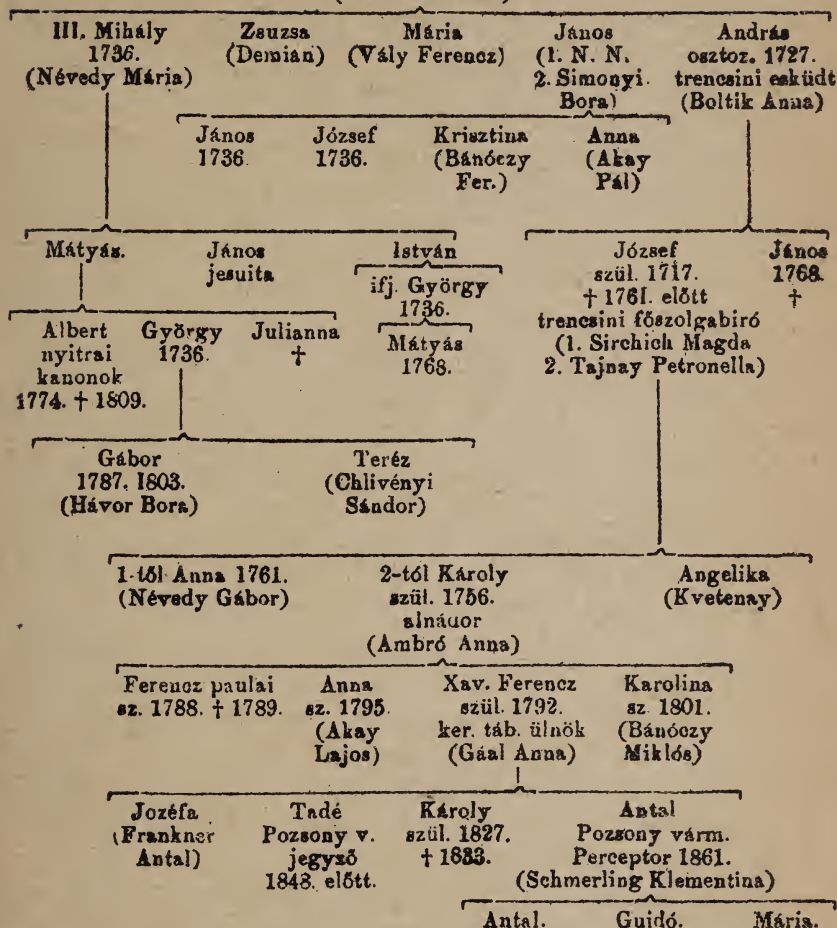 III. Mihály Zsuzsa Mária János András
1736. (Demian) (Vály Ferencz) (1. N. N. osztoz. 1727.
(Névedy Mária) 2. Simonyi trencsini esküdt
Bora) (Boltik Anna)
János József Krisztina Anna
1736. 1736. (Bánóczy (Akay
Fer.) Pál)
Mátyás. János István József János
jesuita ifj. György szül. 1717. 1768.
1736. † 1761. előtt †
Albert György Julianna Mátyás trencsini főszolgabiró
nyitrai 1736. † 1768. (1. Sirchich Magda
kanonok 2. Tajnay Petronella)
1774. † 1809.
Gábor Teréz
1787. 1803. (Chlivényi
(Hávor Bora) Sándor)
1-től Anna 1761. 2-tól Károly Angelika
(Névedy Gábor) szül. 1756. (Kvetenay)
alnádor
(Ambró Anna)
Ferencz paulai Anna Xav. Ferencz Karolina
sz. 1788. † 1789. sz. 1795. szül. 1792. sz. 1801.
(Akay ker. táb. ülnök (Bánóczy
Lajos) (Gáal Anna) Miklós)
Jozéfa Tadé Károly Antal
(Frankner Pozsony v. szül. 1827. Pozsony várm.
Antal) jegyző † 1833. Perceptor 1861.
1848. előtt. (Schmerling Klementina)
Antal. Guidó. Mária.